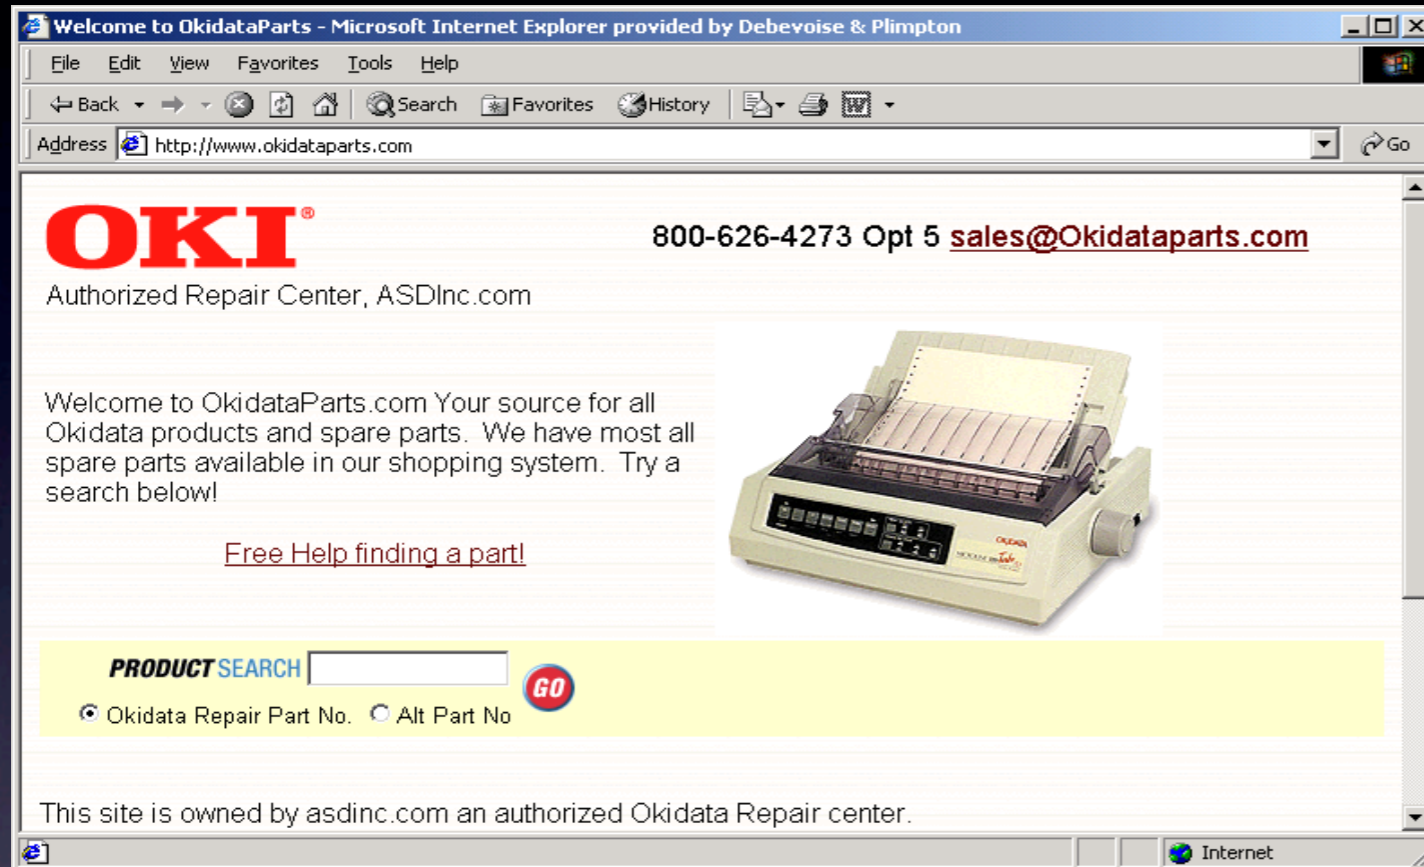 Welcome to OkidataParts - Microsoft Internet Explorer provided by Debevoise & Plimpton
File Edit View Favorites Tools Help
Back Search Favorites History
Address http://www.okidataparts.com Go
OKI®
800-626-4273 Opt 5 sales@Okidataparts.com
Authorized Repair Center, ASDInc.com
Welcome to OkidataParts.com Your source for all
Okidata products and spare parts. We have most all
spare parts available in our shopping system. Try a
search below!
Free Help finding a part!
OKIDATA
PRODUCT SEARCH GO
Okidata Repair Part No. Alt Part No
This site is owned by asdinc.com an authorized Okidata Repair center.
Internet